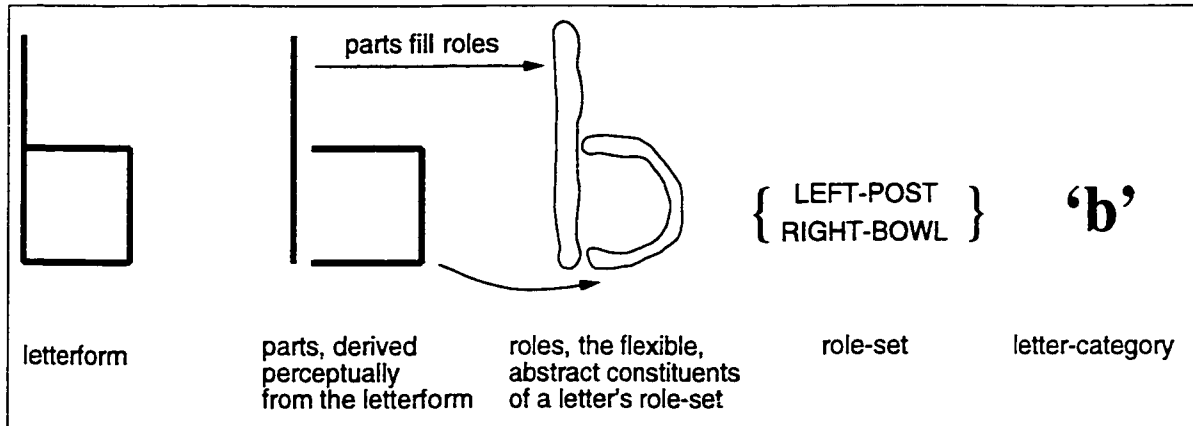 parts fill roles
{ LEFT-POST
RIGHT-BOWL }
‘b’
letterform
parts, derived
perceptually
from the letterform
roles, the flexible,
abstract constituents
of a letter's role-set
role-set
letter-category